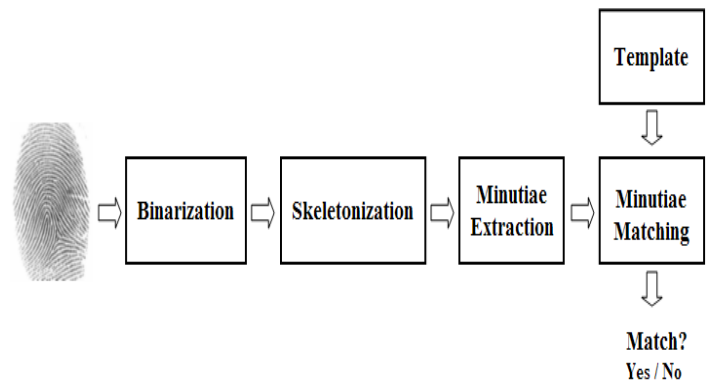 Template
Binarization
Skeletonization
Minutiae
Extraction
Minutiae
Matching
Match?
Yes / No